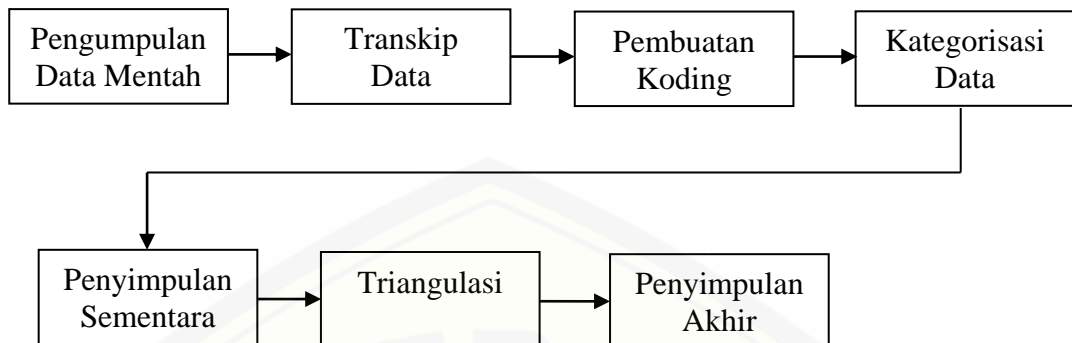 Pengumpulan
Data Mentah
Transkip
Data
Pembuatan
Koding
Kategorisasi
Data
Penyimpulan
Sementara
Triangulasi
Penyimpulan
Akhir